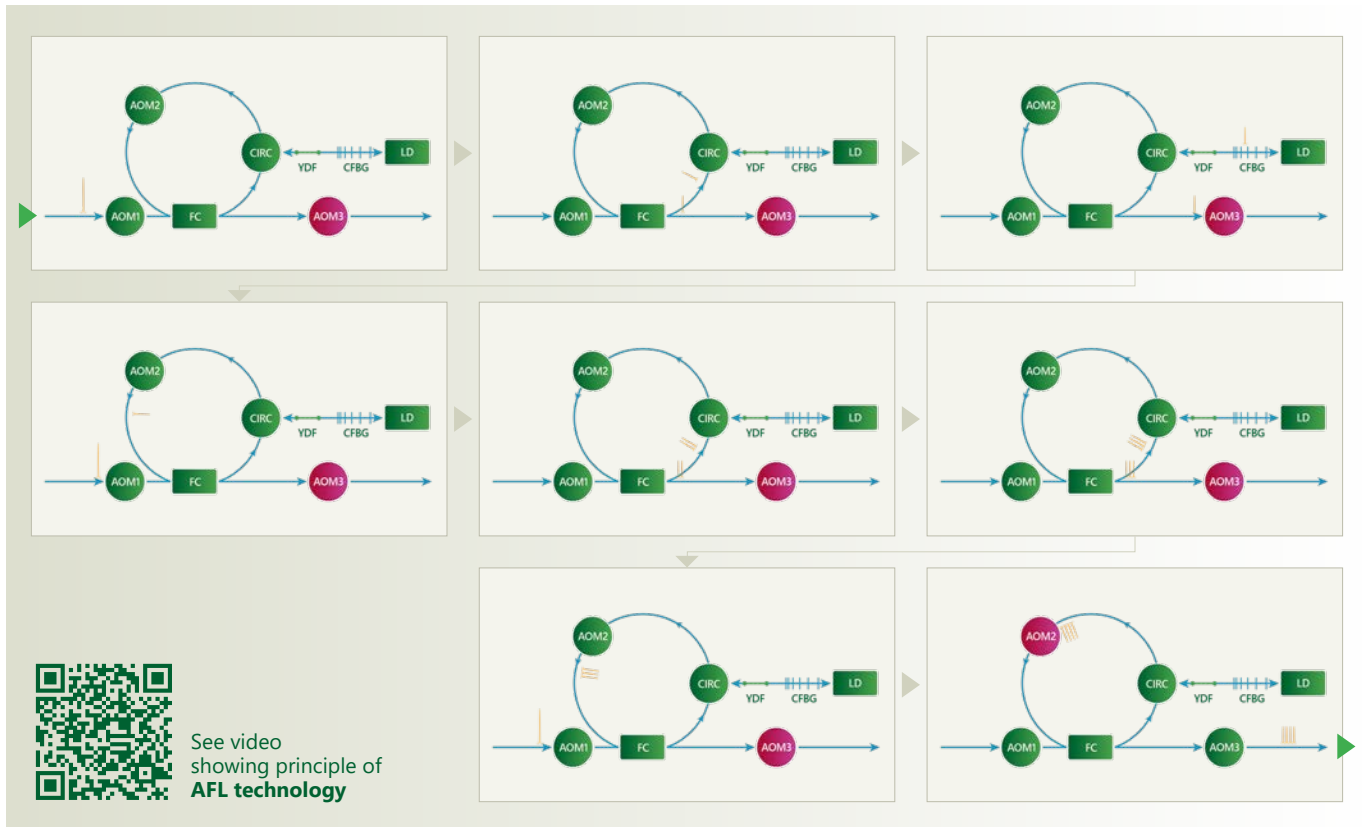 AOM2
CIRC
LD
YDF
CFBG
AOM1
FC
AOM3
AOM2
CIRC
LD
YDF
CFBG
AOM1
FC
AOM3
AOM2
CIRC
LD
YDF
CFBG
AOM1
FC
AOM3
AOM2
CIRC
LD
YDF
CFBG
AOM1
FC
AOM3
AOM2
CIRC
LD
YDF
CFBG
AOM1
FC
AOM3
AOM2
CIRC
LD
YDF
CFBG
AOM1
FC
AOM3
AOM2
CIRC
LD
YDF
CFBG
AOM1
FC
AOM3
AOM2
CIRC
LD
YDF
CFBG
AOM1
FC
AOM3
See video
showing principle of
AFL technology